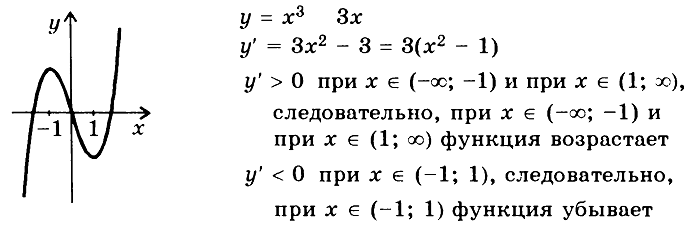 y = x³ 3x
y′ = 3x² − 3 = 3(x² − 1)
y′ > 0 при x ∈ (−∞; −1) и при x ∈ (1; ∞),
следовательно, при x ∈ (−∞; −1) и
при x ∈ (1; ∞) функция возрастает
y′ < 0 при x ∈ (−1; 1), следовательно,
при x ∈ (−1; 1) функция убывает
y
−1 1 x